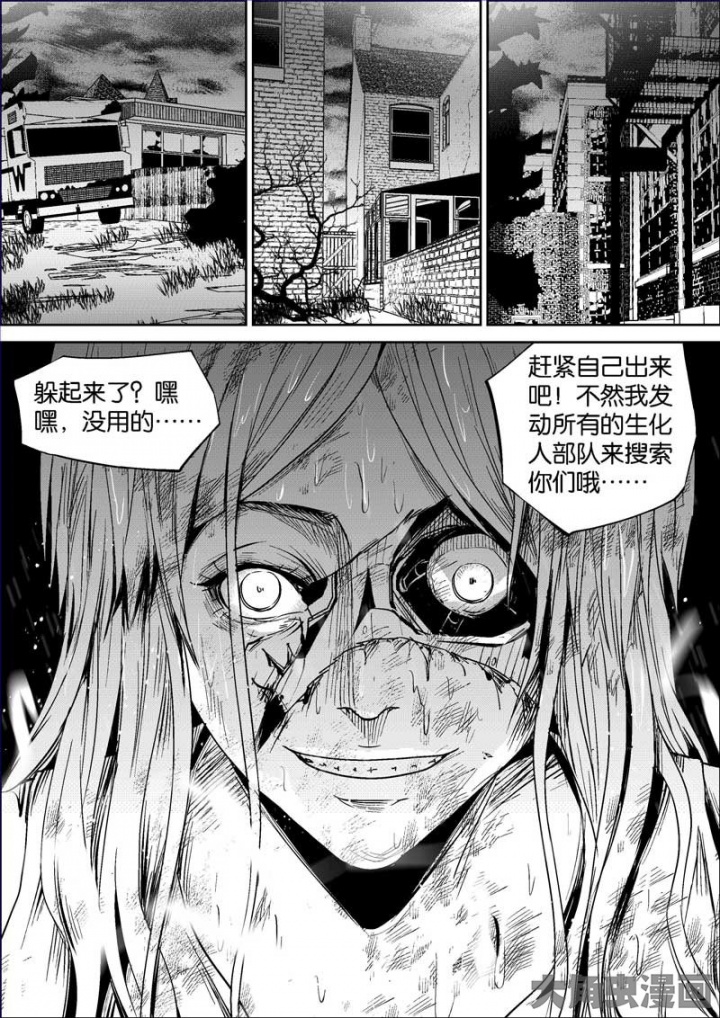 W
躲起来了？嘿
嘿，没用的……
赶紧自己出来
吧！不然我发
动所有的生化
人部队来搜索
你们哦……
大角虫漫画